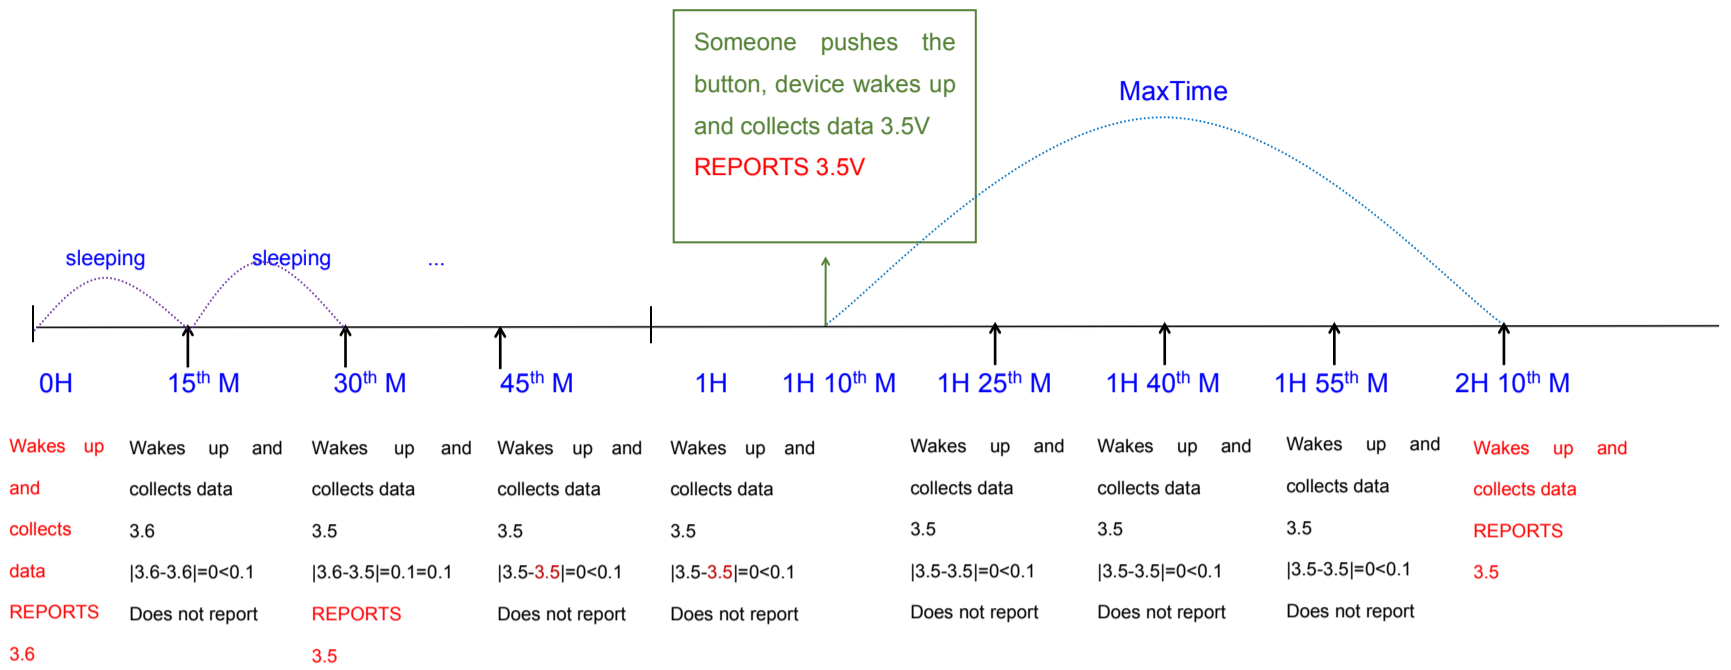 Someone pushes the
button, device wakes up
and collects data 3.5V
REPORTS 3.5V
MaxTime
sleeping
sleeping
...
0H
15th M
30th M
45th M
1H
1H 10th M
1H 25th M
1H 40th M
1H 55th M
2H 10th M
Wakes up
and
collects
data
REPORTS
3.6
Wakes up and
collects data
3.6
|3.6-3.6|=0<0.1
Does not report
Wakes up and
collects data
3.5
|3.6-3.5|=0.1=0.1
REPORTS
3.5
Wakes up and
collects data
3.5
|3.5-3.5|=0<0.1
Does not report
Wakes up and
collects data
3.5
|3.5-3.5|=0<0.1
Does not report
Wakes up and
collects data
3.5
|3.5-3.5|=0<0.1
Does not report
Wakes up and
collects data
3.5
|3.5-3.5|=0<0.1
Does not report
Wakes up and
collects data
3.5
|3.5-3.5|=0<0.1
Does not report
Wakes up and
collects data
REPORTS
3.5